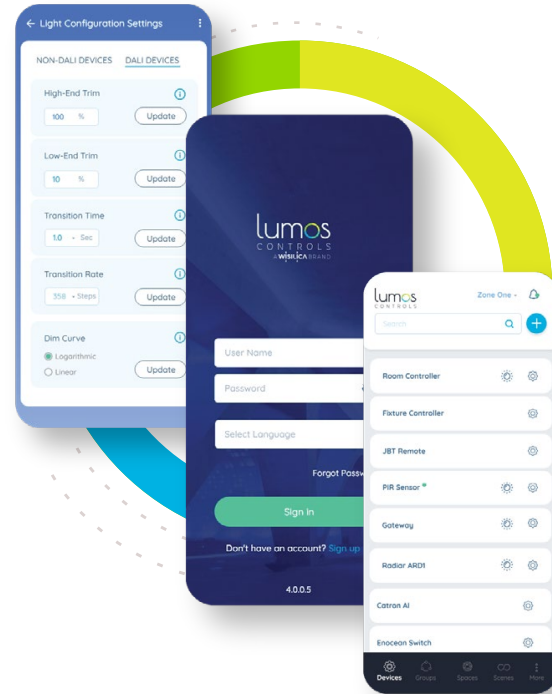 Light Configuration Settings
NON-DALI DEVICES DALI DEVICES
High-End Trim
100 %
Update
Low-End Trim
10 %
Update
Transition Time
1.0 Sec
Update
Transition Rate
358 Steps
Update
Dim Curve
Logarithmic
Linear
Update
lumos
CONTROLS
A WISILICA BRAND
User Name
Password
Select Language
Forgot Passw
Sign In
Don't have an account? Sign up
4.0.0.5
lumos
CONTROLS
Zone One
Search
Room Controller
Fixture Controller
JBT Remote
PIR Sensor
Gateway
Radiar ARD1
Catron AI
Enocean Switch
Devices Groups Spaces Scenes More